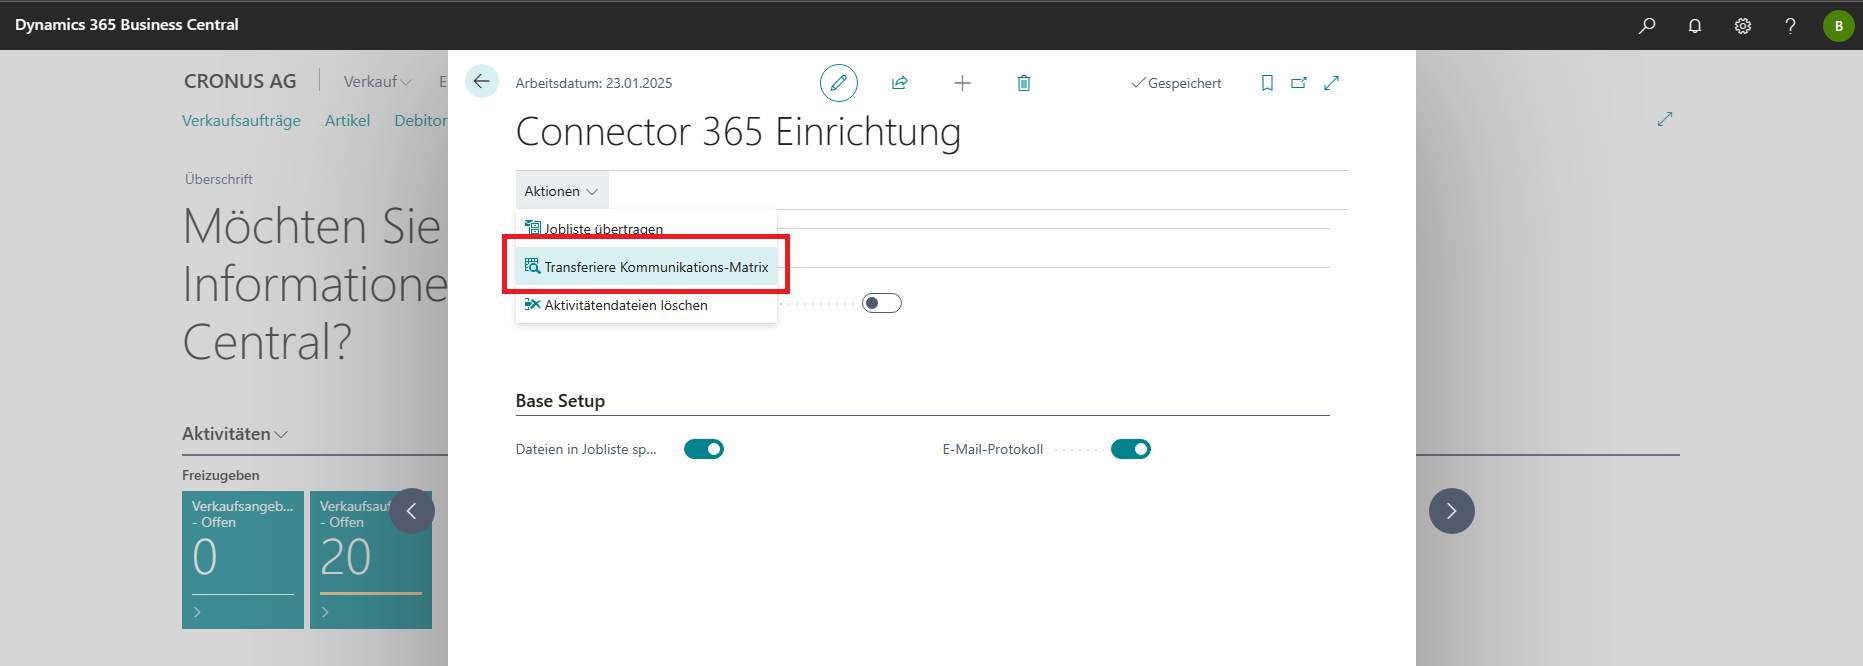 Dynamics 365 Business Central
B
CRONUS AG
Verkauf
E
Verkaufsaufträge Artikel Debitor
Überschrift
Möchten Sie
Informatione
Central?
Aktivitäten
Freizugeben
Verkaufsangeb...
- Offen
0
Verkaufsauf
- Offen
20
Arbeitsdatum: 23.01.2025
Gespeichert
Connector 365 Einrichtung
Aktionen
Jobliste übertragen
Transferiere Kommunikations-Matrix
Aktivitätendateien löschen
Base Setup
Dateien in Jobliste sp...
E-Mail-Protokoll